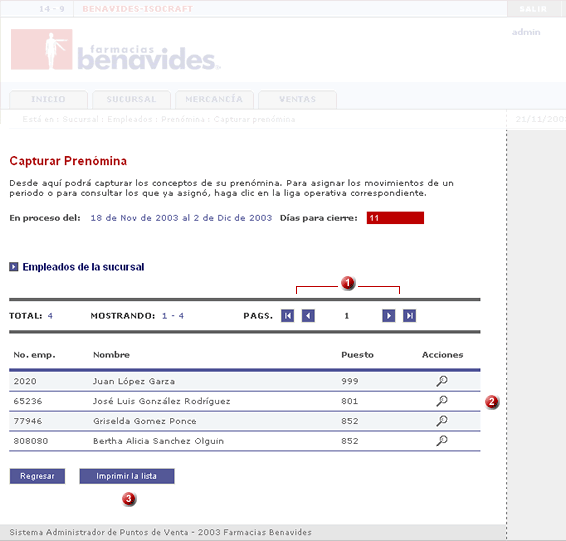 14 - 9 BENAVIDES-ISOCRAFT SALIR
farmacias
benavides
admin
INICIO SUCURSAL MERCANCÍA VENTAS
Está en : Sucursal : Empleados : Prenómina : Capturar prenómina 21/11/200
Capturar Prenómina
Desde aquí podrá capturar los conceptos de su prenómina. Para asignar los movimientos de un
periodo o para consultar los que ya asignó, haga clic en la liga operativa correspondiente.
En proceso del: 18 de Nov de 2003 al 2 de Dic de 2003 Días para cierre: 11
Empleados de la sucursal
1
TOTAL: 4 MOSTRANDO: 1 - 4 PAGS. 1
No. emp. Nombre Puesto Acciones
2020 Juan López Garza 999
65236 José Luis González Rodríguez 801
2
77946 Griselda Gomez Ponce 852
808080 Bertha Alicia Sanchez Olguin 852
Regresar Imprimir la lista
3
Sistema Administrador de Puntos de Venta - 2003 Farmacias Benavides